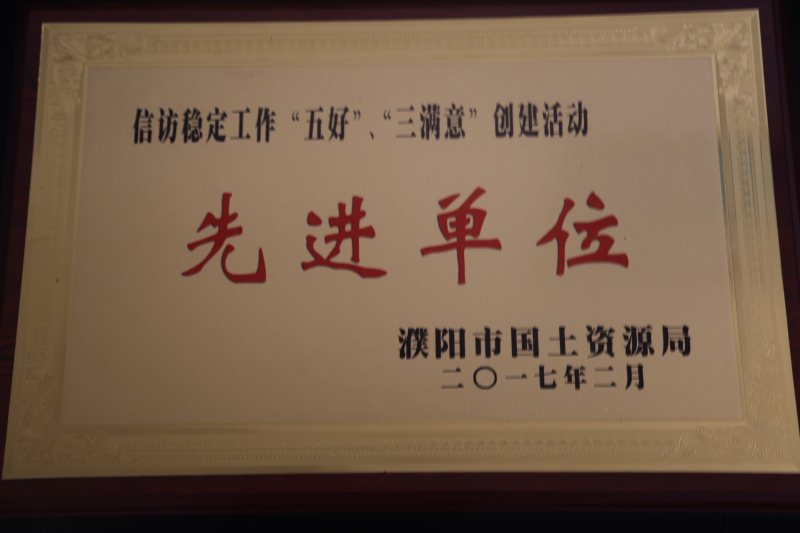 信访稳定工作“五好”、“三满意”创建活动
先进单位
濮阳市国土资源局
二〇一七年二月